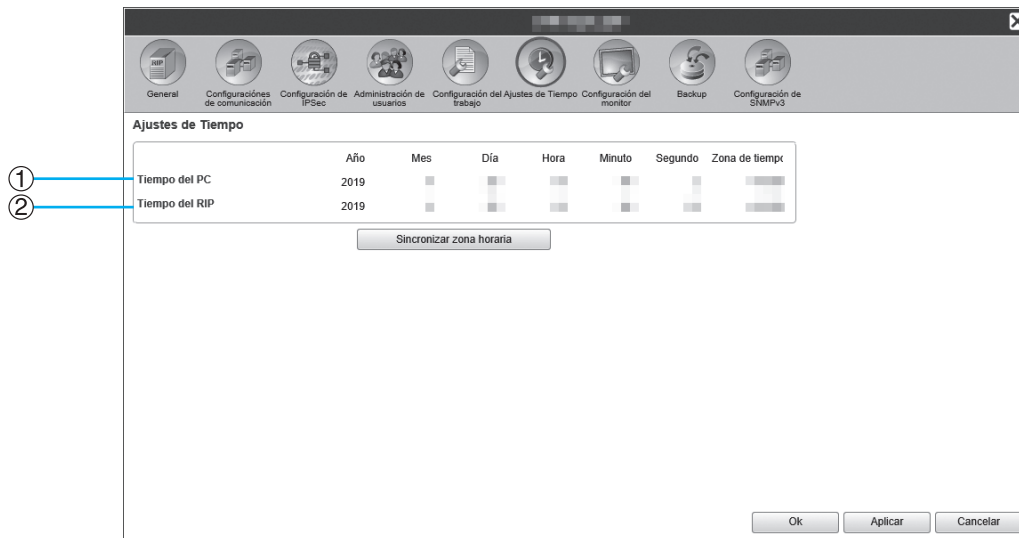 RIP
General
Configuraciónes de comunicación
Configuración de IPSec
Administración de usuarios
Configuración del trabajo
Ajustes de Tiempo
Configuración del monitor
Backup
Configuración de SNMPv3
Ajustes de Tiempo
Año Mes Día Hora Minuto Segundo Zona de tiempo
① Tiempo del PC 2019
② Tiempo del RIP 2019
Sincronizar zona horaria
Ok Aplicar Cancelar